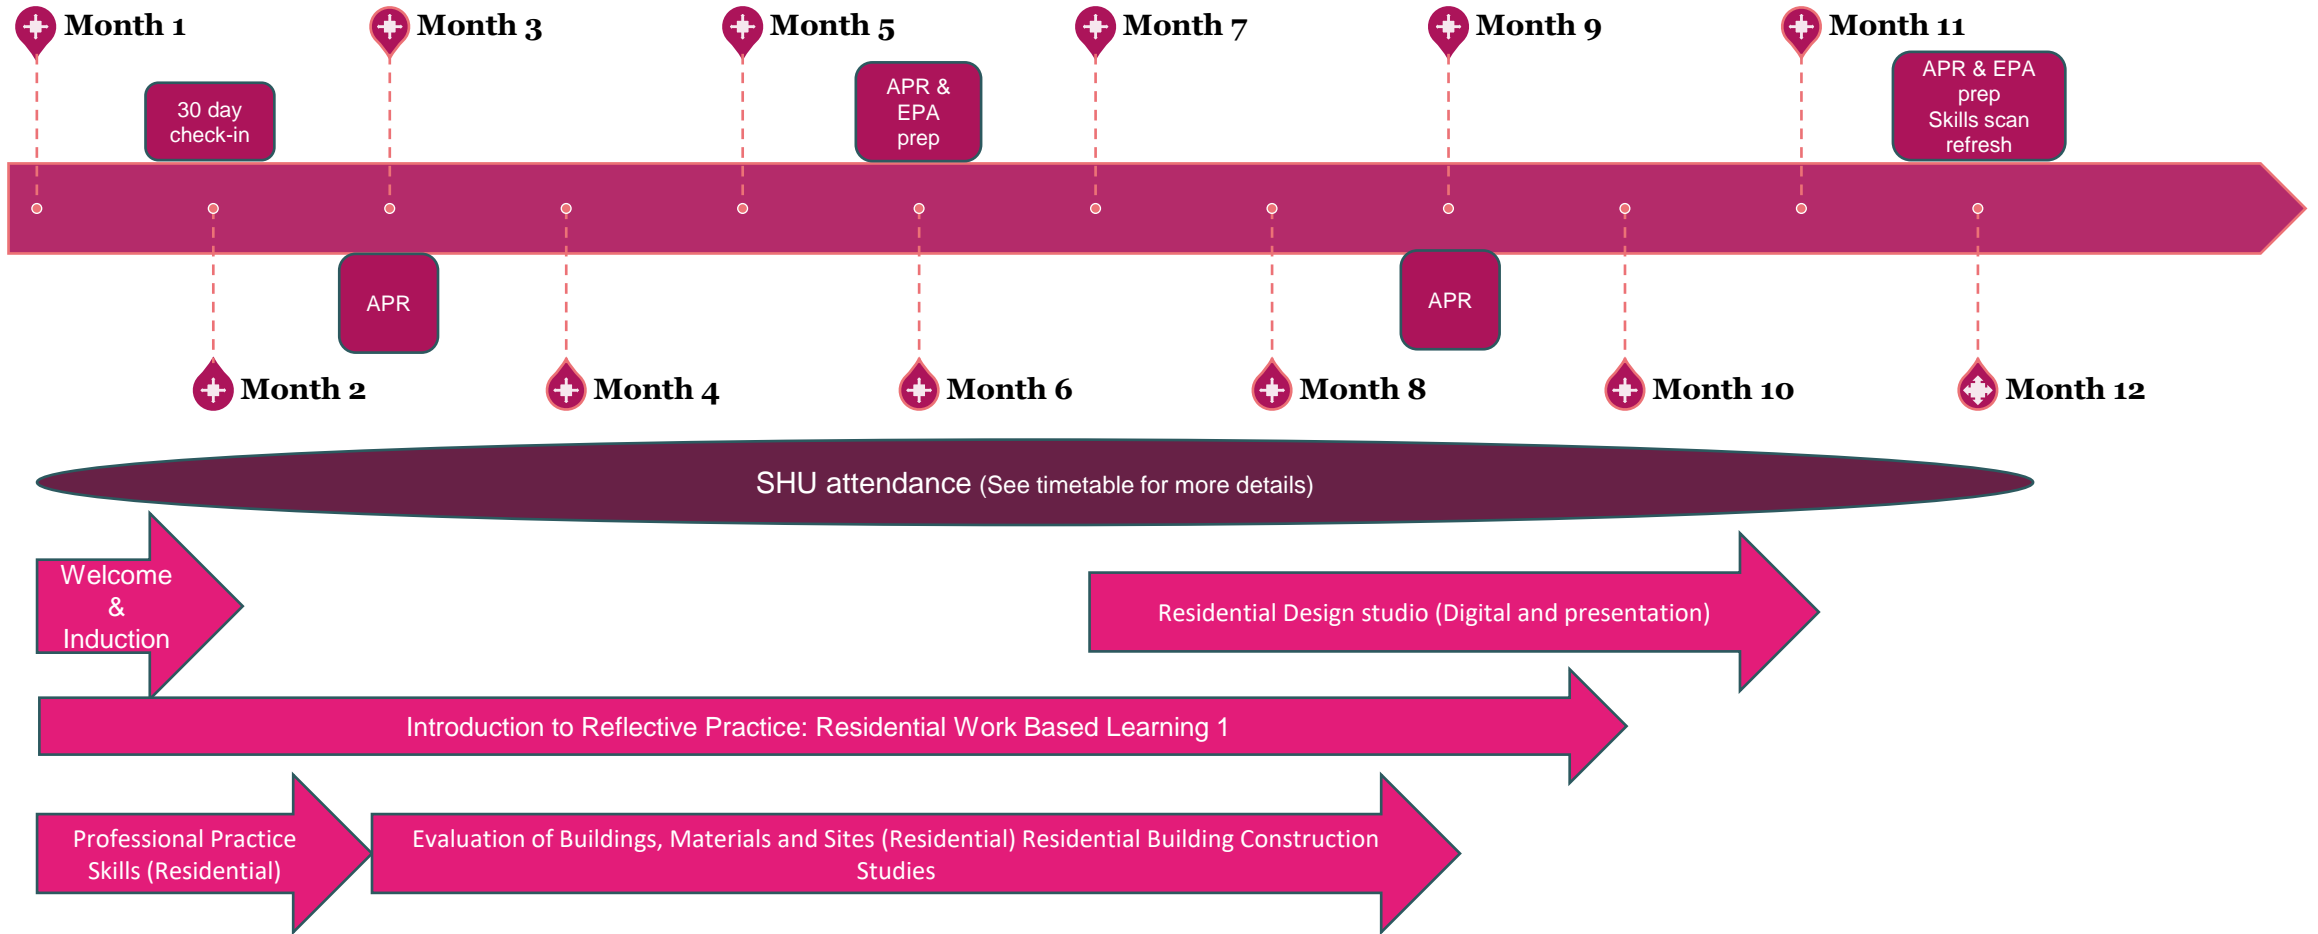 Month 1
Month 3
Month 5
Month 7
Month 9
Month 11
30 day
check-in
APR &
EPA
prep
APR & EPA
prep
Skills scan
refresh
APR
APR
Month 2
Month 4
Month 6
Month 8
Month 10
Month 12
SHU attendance (See timetable for more details)
Welcome
&
Induction
Residential Design studio (Digital and presentation)
Introduction to Reflective Practice: Residential Work Based Learning 1
Professional Practice
Skills (Residential)
Evaluation of Buildings, Materials and Sites (Residential) Residential Building Construction
Studies